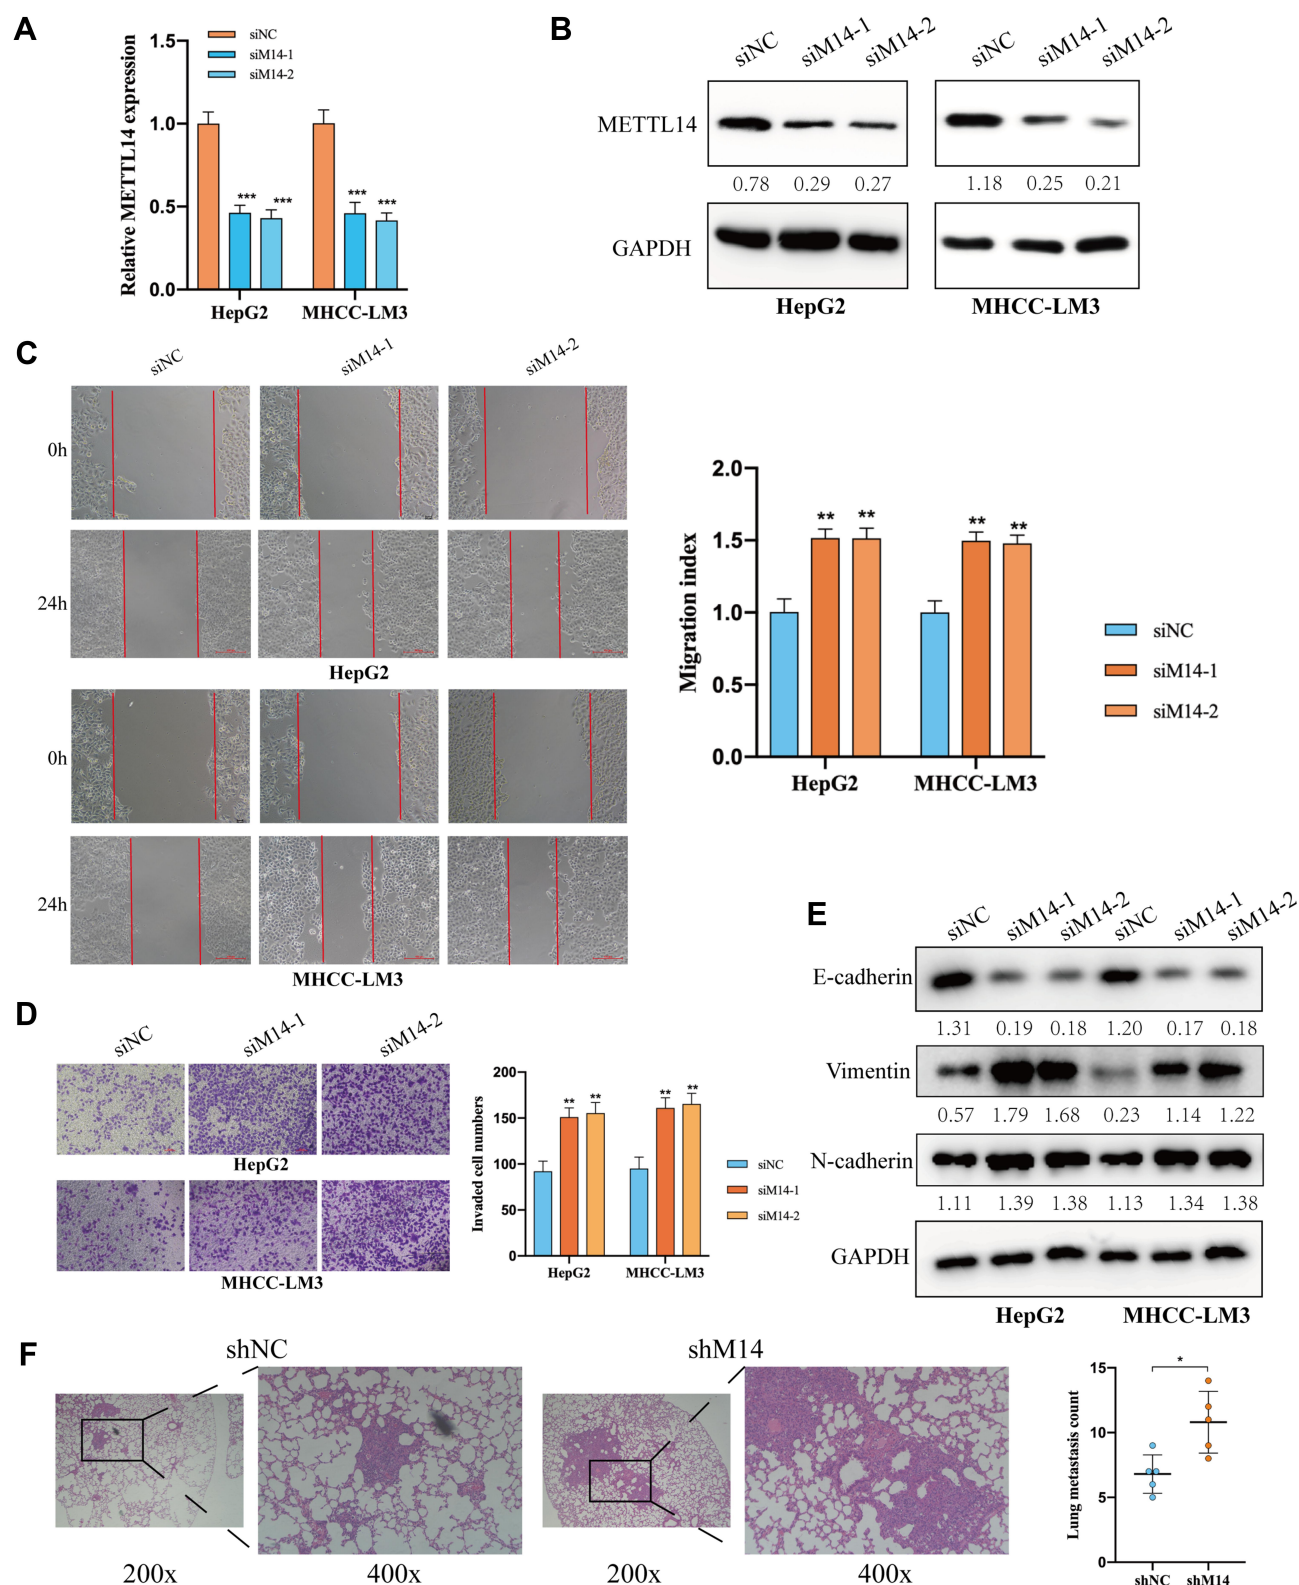 A
Relative METTL14 expression
1.5
1.0
0.5
0.0
siNC
siM14-1
siM14-2
*** ***
*** ***
HepG2 MHCC-LM3
B
siNC siM14-1 siM14-2 siNC siM14-1 siM14-2
METTL14
0.78 0.29 0.27 1.18 0.25 0.21
GAPDH
HepG2 MHCC-LM3
C
siNC siM14-1 siM14-2
0h
24h
HepG2
0h
24h
MHCC-LM3
Migration index
2.0
1.5
1.0
0.5
0.0
** ** ** **
HepG2 MHCC-LM3
siNC
siM14-1
siM14-2
D
siNC siM14-1 siM14-2
HepG2
MHCC-LM3
Invaded cell numbers
200
150
100
50
0
** ** ** **
HepG2 MHCC-LM3
siNC
siM14-1
siM14-2
E
siNC siM14-1 siM14-2 siNC siM14-1 siM14-2
E-cadherin
1.31 0.19 0.18 1.20 0.17 0.18
Vimentin
0.57 1.79 1.68 0.23 1.14 1.22
N-cadherin
1.11 1.39 1.38 1.13 1.34 1.38
GAPDH
HepG2 MHCC-LM3
F
shNC shM14
200x 400x 200x 400x
Lung metastasis count
15
10
5
0
*
shNC shM14